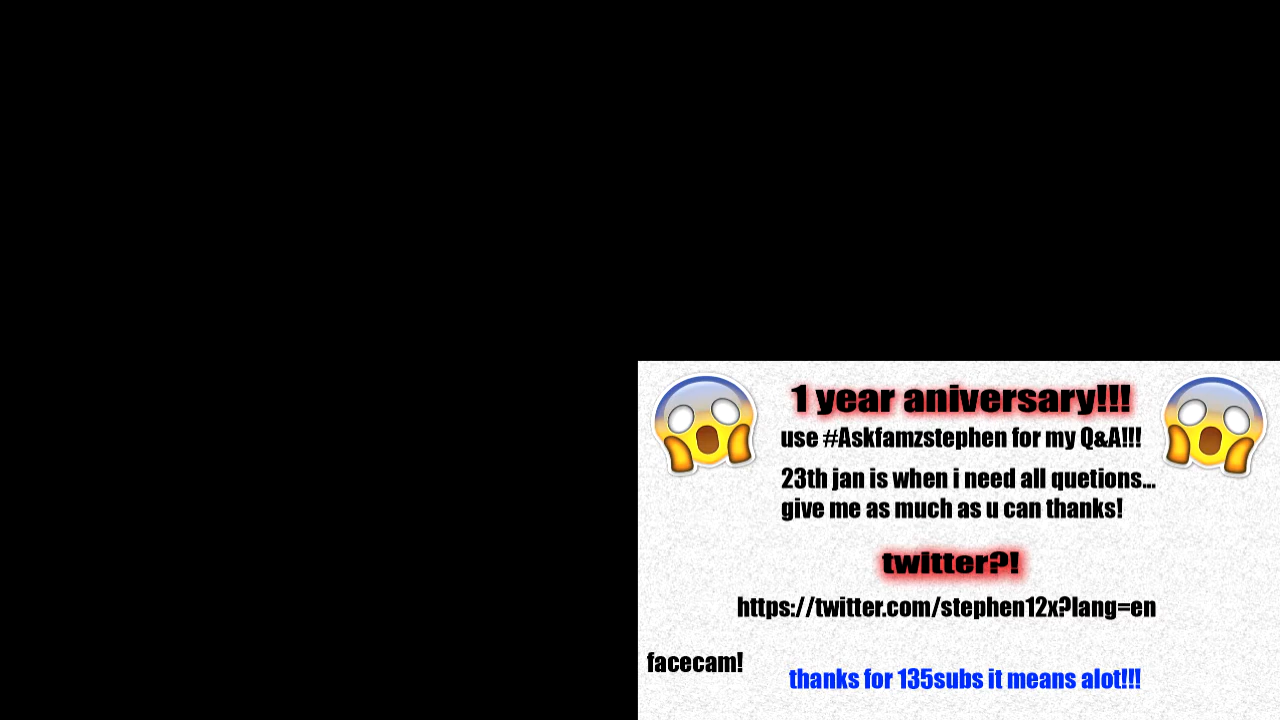 1 year aniversary!!!
use #Askfamzstephen for my Q&A!!!
23th jan is when i need all quetions...
give me as much as u can thanks!
twitter?!
https://twitter.com/stephen12x?lang=en
facecam!
thanks for 135subs it means alot!!!